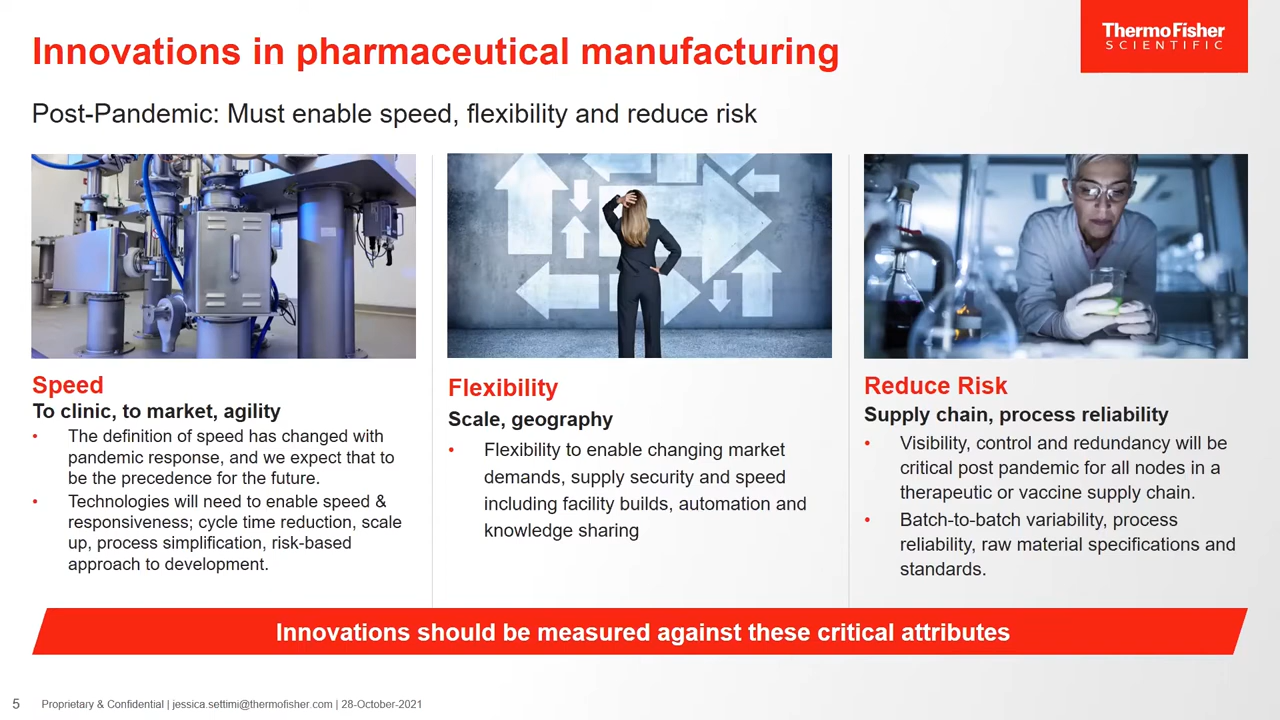 Innovations in pharmaceutical manufacturing
ThermoFisher
SCIENTIFIC
Post-Pandemic: Must enable speed, flexibility and reduce risk
Speed
To clinic, to market, agility
• The definition of speed has changed with
pandemic response, and we expect that to
be the precedence for the future.
• Technologies will need to enable speed &
responsiveness; cycle time reduction, scale
up, process simplification, risk-based
approach to development.
Flexibility
Scale, geography
• Flexibility to enable changing market
demands, supply security and speed
including facility builds, automation and
knowledge sharing
Reduce Risk
Supply chain, process reliability
• Visibility, control and redundancy will be
critical post pandemic for all nodes in a
therapeutic or vaccine supply chain.
• Batch-to-batch variability, process
reliability, raw material specifications and
standards.
Innovations should be measured against these critical attributes
5 Proprietary & Confidential | jessica.settimi@thermofisher.com | 28-October-2021